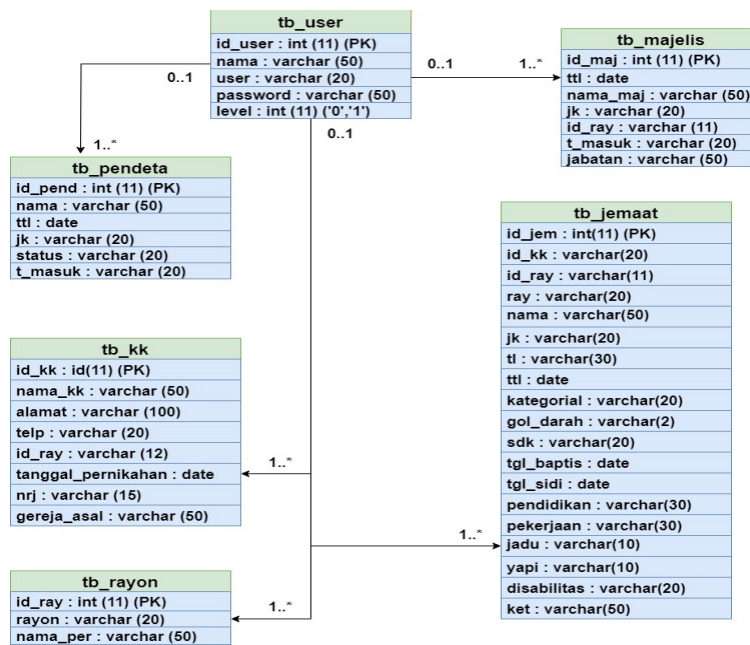 tb_user
id_user : int (11) (PK)
nama : varchar (50)
user : varchar (20)
password : varchar (50)
level : int (11) ('0','1')
0..1
1..*
0..1
1..*
0..1
tb_majelis
id_maj : int (11) (PK)
ttl : date
nama_maj : varchar (50)
jk : varchar (20)
id_ray : varchar (11)
t_masuk : varchar (20)
jabatan : varchar (50)
tb_pendeta
id_pend : int (11) (PK)
nama : varchar (50)
ttl : date
jk : varchar (20)
status : varchar (20)
t_masuk : varchar (20)
tb_jemaat
id_jem : int(11) (PK)
id_kk : varchar(20)
id_ray : varchar(11)
ray : varchar(20)
nama : varchar(50)
jk : varchar(20)
tl : varchar(30)
ttl : date
kategorial : varchar(20)
gol_darah : varchar(2)
sdk : varchar(20)
tgl_baptis : date
tgl_sidi : date
pendidikan : varchar(30)
pekerjaan : varchar(30)
jadu : varchar(10)
yapi : varchar(10)
disabilitas : varchar(20)
ket : varchar(50)
tb_kk
id_kk : id(11) (PK)
nama_kk : varchar (50)
alamat : varchar (100)
telp : varchar (20)
id_ray : varchar (12)
tanggal_pernikahan : date
nrj : varchar (15)
gereja_asal : varchar (50)
1..*
1..*
tb_rayon
id_ray : int (11) (PK)
rayon : varchar (20)
nama_per : varchar (50)
1..*